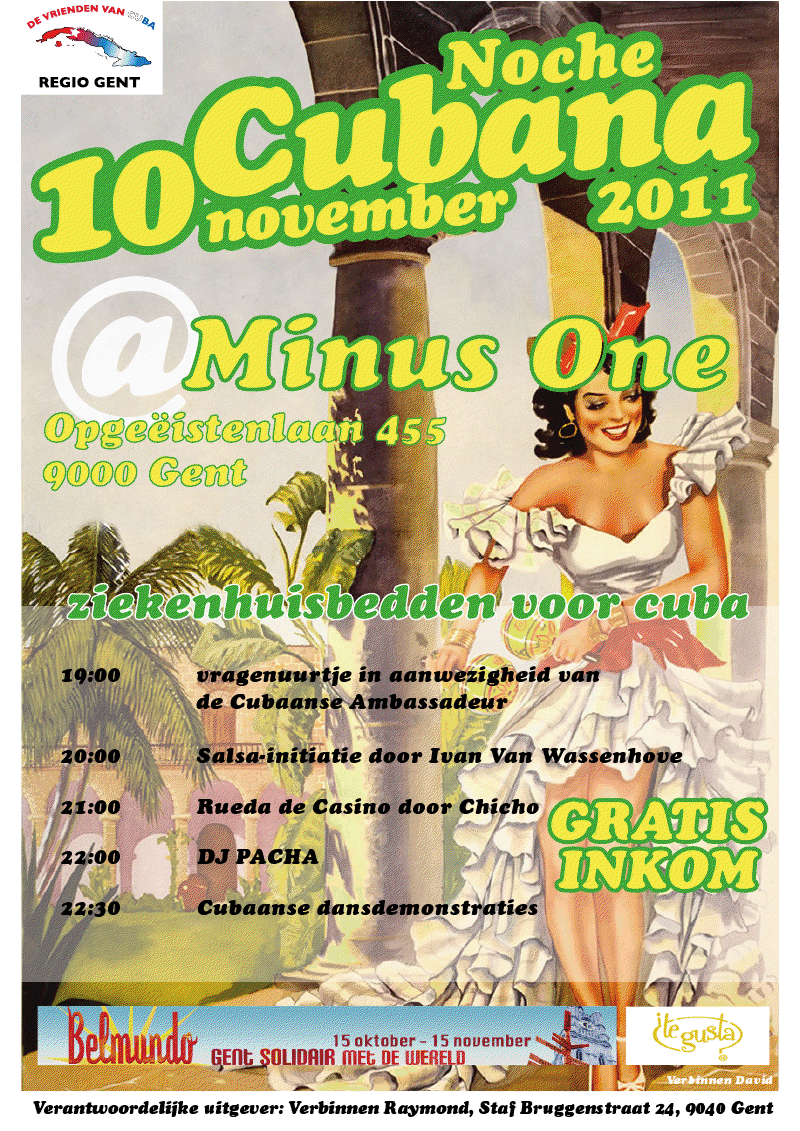 DE VRIENDEN VAN CUBA
REGIO GENT
Noche
Cubana
10 november 2011
@Minus One
Opgeëistenlaan 455
9000 Gent
ziekenhuisbedden voor cuba
19:00 vragenuurtje in aanwezigheid van
de Cubaanse Ambassadeur
20:00 Salsa-initiatie door Ivan Van Wassenhove
21:00 Rueda de Casino door Chicho
22:00 DJ PACHA
22:30 Cubaanse dansdemonstraties
GRATIS
INKOM
Belmundo
15 oktober - 15 november
GENT SOLIDAIR MET DE WERELD
¡te gusta?
Verbinnen David
Verantwoordelijke uitgever: Verbinnen Raymond, Staf Bruggenstraat 24, 9040 Gent